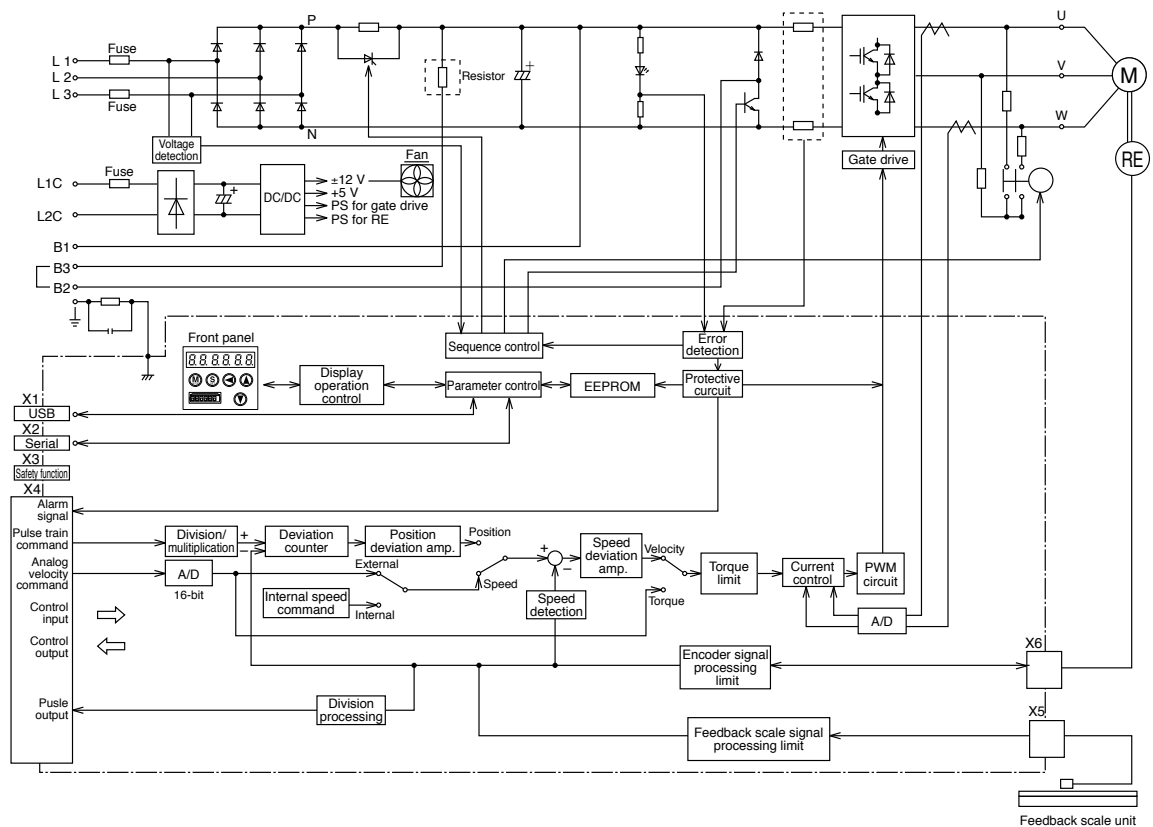 P
U
Fuse
L 1
V
L 2
M
Resistor
L 3
W
Fuse
N
Voltage
detection
Gate drive
RE
Fan
Fuse
L1C
±12 V
DC/DC
+5 V
PS for gate drive
L2C
PS for RE
B1
B3
B2
Front panel
8.8.8.8.8.8.
M
S
Sequence control
Error
detection
Display
operation
control
Parameter control
EEPROM
Protective
curcuit
X1
USB
X2
Serial
X3
Safety function
X4
Alarm
signal
Pulse train
command
Division/
multitiplication
+
−
Deviation
counter
Position
deviation amp.
Position
Analog
velocity
command
A/D
16-bit
External
Internal speed
command
Internal
Speed
+
−
Speed
deviation
amp.
Velocity
Speed
detection
Torque
Torque
limit
Current
control
PWM
circuit
A/D
Control
input
Control
output
Encoder signal
processing
limit
X6
Pusle
output
Division
processing
X5
Feedback scale signal
processing limit
Feedback scale unit